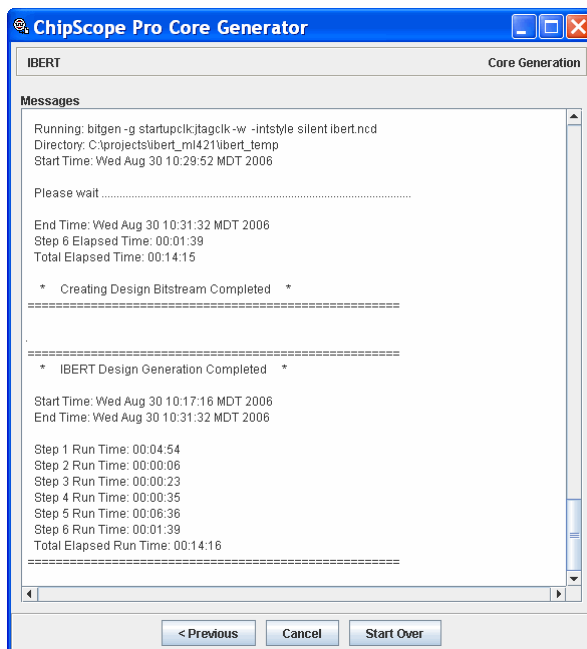 ChipScope Pro Core Generator
IBERT Core Generation
Messages
Running: bitgen -g startupclk:jtagclk -w -intstyle silent ibert.ncd
Directory: C:\projects\ibert_ml421\ibert_temp
Start Time: Wed Aug 30 10:29:52 MDT 2006
Please wait ..........................................................................................
End Time: Wed Aug 30 10:31:32 MDT 2006
Step 6 Elapsed Time: 00:01:39
Total Elapsed Time: 00:14:15
* Creating Design Bitstream Completed *
=====================================================
.
=====================================================
* IBERT Design Generation Completed *
Start Time: Wed Aug 30 10:17:16 MDT 2006
End Time: Wed Aug 30 10:31:32 MDT 2006
Step 1 Run Time: 00:04:54
Step 2 Run Time: 00:00:06
Step 3 Run Time: 00:00:23
Step 4 Run Time: 00:00:35
Step 5 Run Time: 00:06:36
Step 6 Run Time: 00:01:39
Total Elapsed Run Time: 00:14:16
=====================================================
< Previous Cancel Start Over